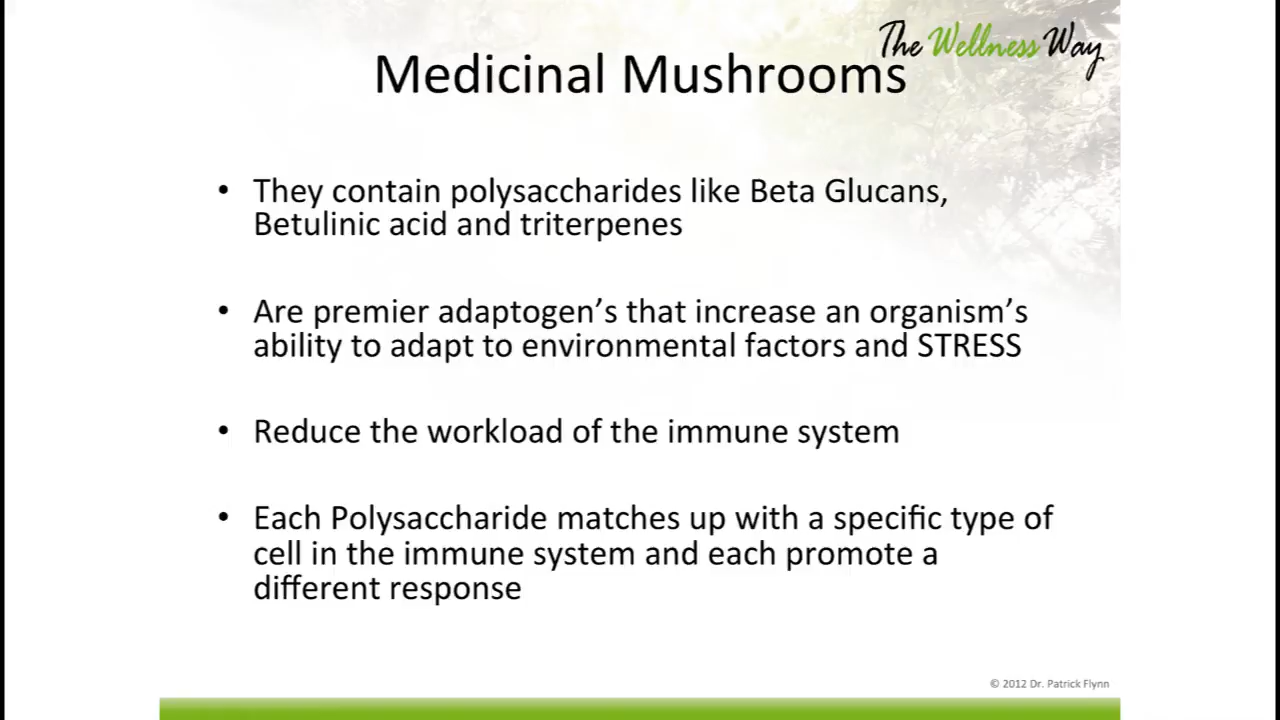 The Wellness Way
Medicinal Mushrooms
• They contain polysaccharides like Beta Glucans,
Betulinic acid and triterpenes
• Are premier adaptogen’s that increase an organism’s
ability to adapt to environmental factors and STRESS
• Reduce the workload of the immune system
• Each Polysaccharide matches up with a specific type of
cell in the immune system and each promote a
different response
© 2012 Dr. Patrick Flynn